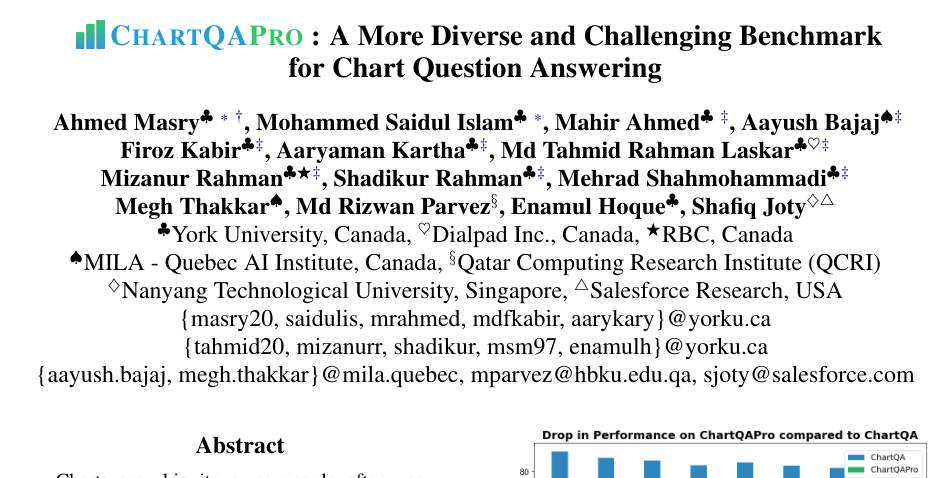 CHARTQAPRO : A More Diverse and Challenging Benchmark
for Chart Question Answering
Ahmed Masry♣ * †, Mohammed Saidul Islam♣ *, Mahir Ahmed♣ ‡, Aayush Bajaj♠‡
Firoz Kabir♣‡, Aaryaman Kartha♣‡, Md Tahmid Rahman Laskar♣♡‡
Mizanur Rahman♣★‡, Shadikur Rahman♣‡, Mehrad Shahmohammadi♣‡
Megh Thakkar♠, Md Rizwan Parvez§, Enamul Hoque♣, Shafiq Joty♢△
♣York University, Canada, ♡Dialpad Inc., Canada, ★RBC, Canada
♠MILA - Quebec AI Institute, Canada, §Qatar Computing Research Institute (QCRI)
♢Nanyang Technological University, Singapore, △Salesforce Research, USA
{masry20, saidulis, mrahmed, mdfkabir, aarykary}@yorku.ca
{tahmid20, mizanurr, shadikur, msm97, enamulh}@yorku.ca
{aayush.bajaj, megh.thakkar}@mila.quebec, mparvez@hbku.edu.qa, sjoty@salesforce.com
Abstract
Drop in Performance on ChartQAPro compared to ChartQA
ChartQA
ChartQAPro
80